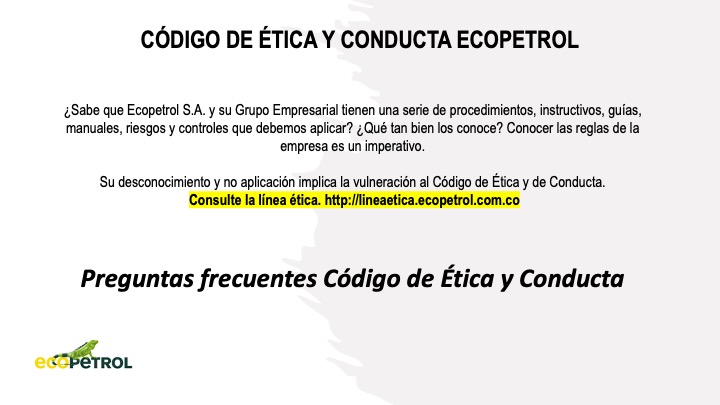 CÓDIGO DE ÉTICA Y CONDUCTA ECOPETROL
¿Sabe que Ecopetrol S.A. y su Grupo Empresarial tienen una serie de procedimientos, instructivos, guías,
manuales, riesgos y controles que debemos aplicar? ¿Qué tan bien los conoce? Conocer las reglas de la
empresa es un imperativo.
Su desconocimiento y no aplicación implica la vulneración al Código de Ética y de Conducta.
Consulte la línea ética. http://lineaetica.ecopetrol.com.co
Preguntas frecuentes Código de Ética y Conducta
ecoPETROL